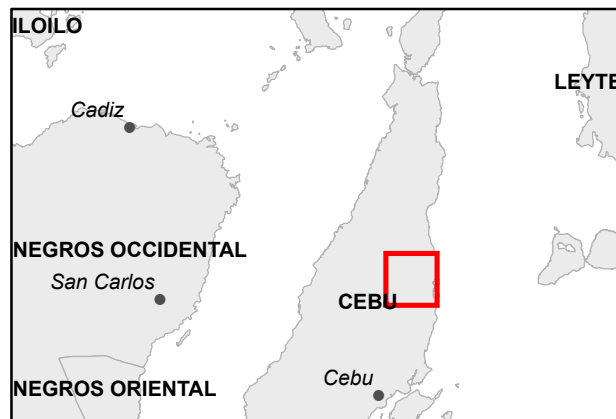 ILOILO
LEYTE
Cadiz
NEGROS OCCIDENTAL
San Carlos
CEBU
NEGROS ORIENTAL
Cebu